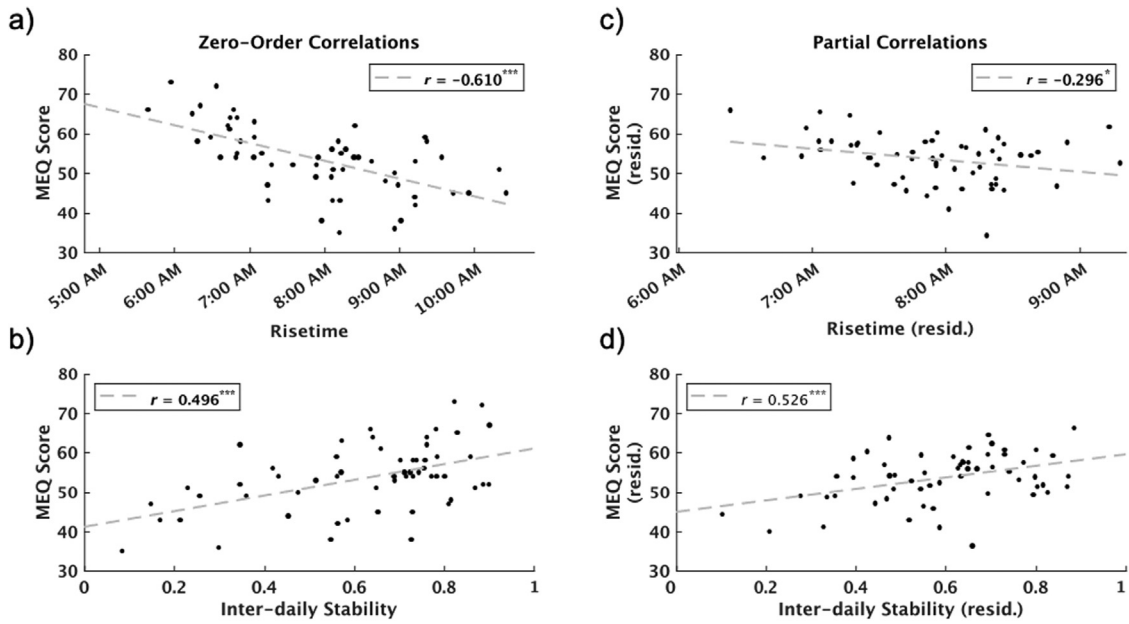 a)
Zero-Order Correlations
80
70
60
50
40
30
MEQ Score
r = −0.610***
5:00 AM
6:00 AM
7:00 AM
8:00 AM
9:00 AM
10:00 AM
Risetime
c)
Partial Correlations
80
70
60
50
40
30
MEQ Score
(resid.)
r = −0.296*
6:00 AM
7:00 AM
8:00 AM
9:00 AM
Risetime (resid.)
b)
80
70
60
50
40
30
MEQ Score
r = 0.496***
0
0.2
0.4
0.6
0.8
1
Inter-daily Stability
d)
80
70
60
50
40
30
MEQ Score
(resid.)
r = 0.526***
0
0.2
0.4
0.6
0.8
1
Inter-daily Stability (resid.)